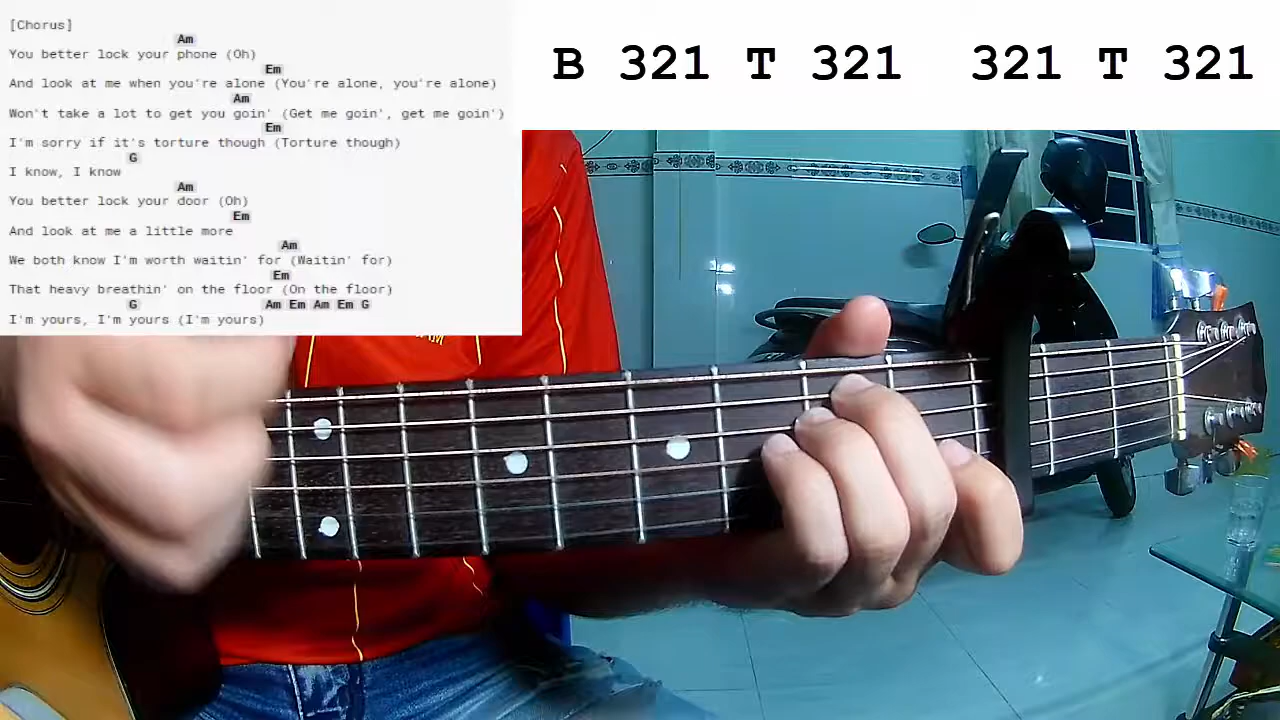 [Chorus]
Am
You better lock your phone (Oh)
Em
And look at me when you're alone (You're alone, you're alone)
Am
Won't take a lot to get you goin' (Get me goin', get me goin')
Em
I'm sorry if it's torture though (Torture though)
G
I know, I know
Am
You better lock your door (Oh)
Em
And look at me a little more
Am
We both know I'm worth waitin' for (Waitin' for)
Em
That heavy breathin' on the floor (On the floor)
G Am Em Am Em G
I'm yours, I'm yours (I'm yours)
B 321 T 321 321 T 321